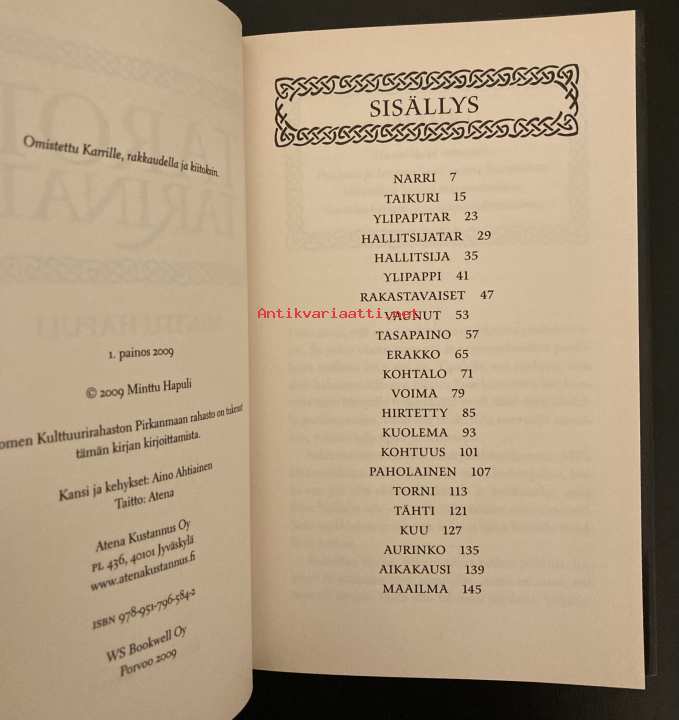 Omistettu Karrille, rakkaudella ja kiitoksin.
1. painos 2009
© 2009 Minttu Hapuli
Kulttuurirahaston Pirkanmaan rahasto on tukenut
tämän kirjan kirjoittamista.
Kansi ja kehykset: Aino Ahtiainen
Taitto: Atena
Atena Kustannus Oy
PL 436, 40101 Jyväskylä
www.atenakustannus.fi
ISBN 978-951-796-584-2
WS Bookwell Oy
Porvoo 2009
SISÄLLYS
NARRI 7
TAIKURI 15
YLIPAPITAR 23
HALLITSIJATAR 29
HALLITSIJA 35
YLIPAPPI 41
RAKASTAVAISET 47
Antikvariaatti.net
VAUNUT 53
TASAPAINO 57
ERAKKO 65
KOHTALO 71
VOIMA 79
HIRTETTY 85
KUOLEMA 93
KOHTUUS 101
PAHOLAINEN 107
TORNI 113
TÄHTI 121
KUU 127
AURINKO 135
AIKAKAUSI 139
MAAILMA 145